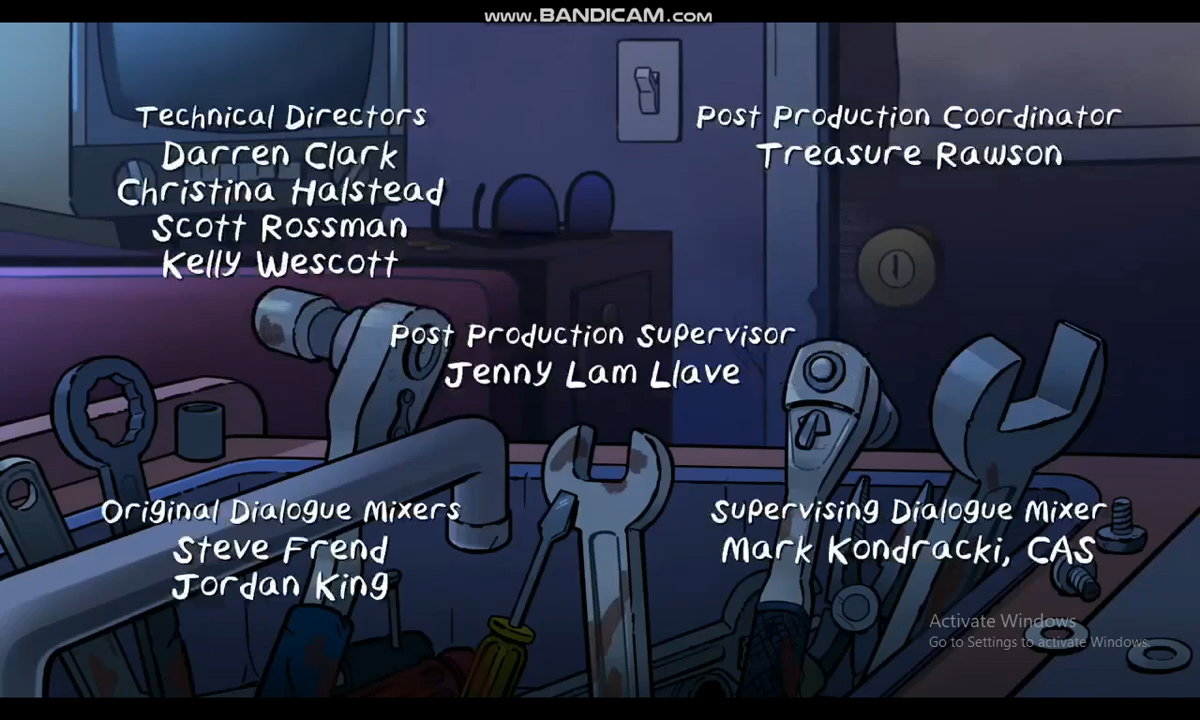 www.BANDICAM.com
Technical Directors
Darren Clark
Christina Halstead
Scott Rossman
Kelly Wescott
Post Production Coordinator
Treasure Rawson
Post Production Supervisor
Jenny Lam Llave
Original Dialogue Mixers
Steve Frend
Jordan King
Supervising Dialogue Mixer
Mark Kondracki, CAS
Activate Windows
Go to Settings to activate Windows.